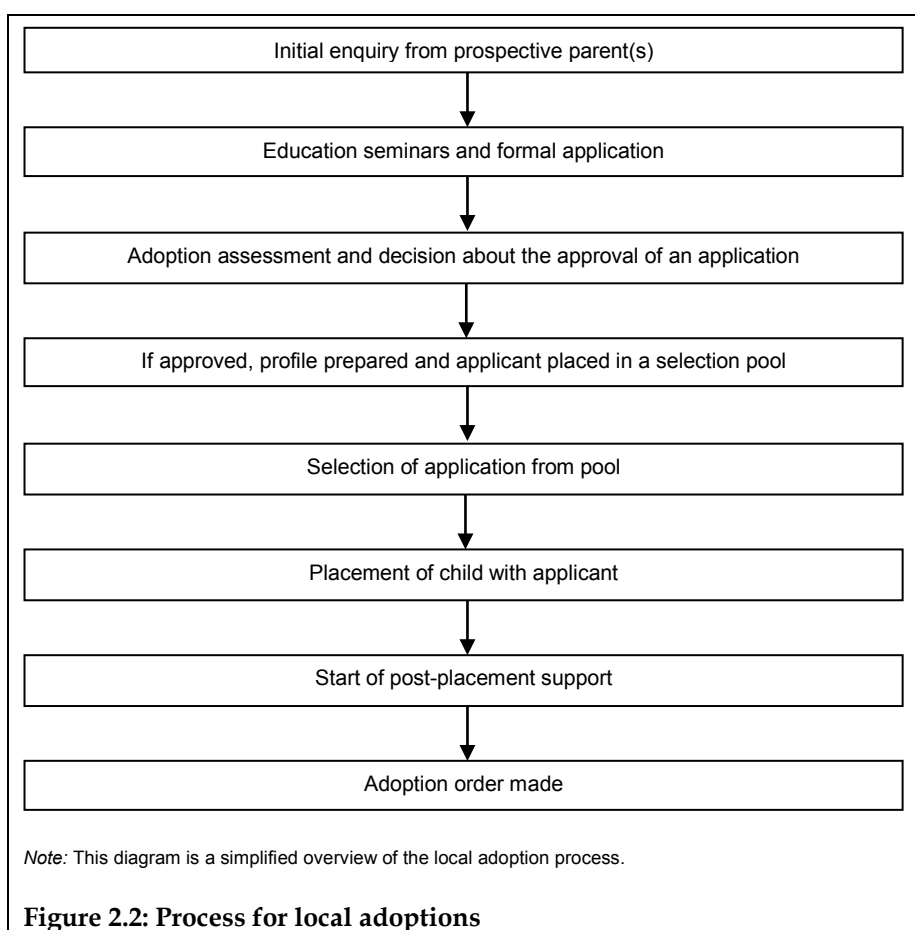 Initial enquiry from prospective parent(s)
Education seminars and formal application
Adoption assessment and decision about the approval of an application
If approved, profile prepared and applicant placed in a selection pool
Selection of application from pool
Placement of child with applicant
Start of post-placement support
Adoption order made
Note: This diagram is a simplified overview of the local adoption process.
Figure 2.2: Process for local adoptions